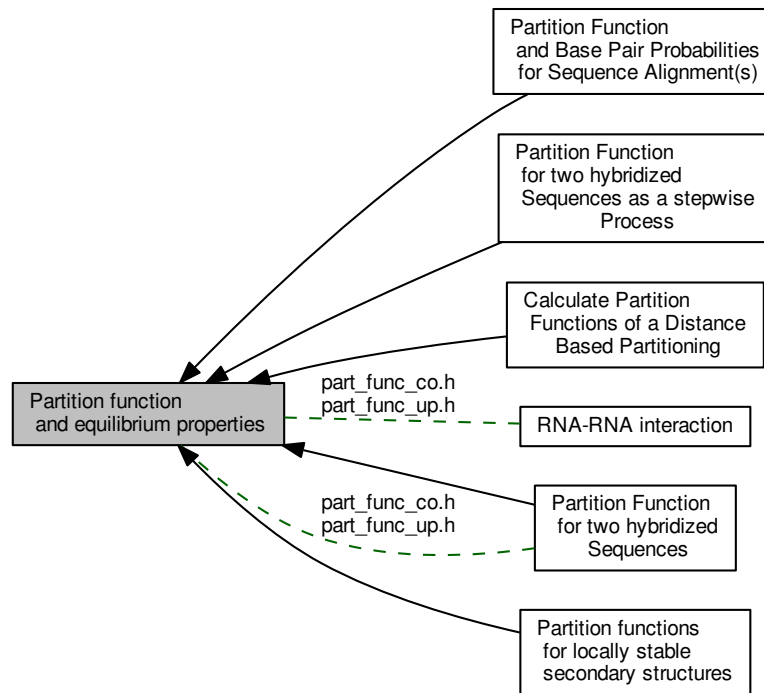 Partition Function
and Base Pair Probabilities
for Sequence Alignment(s)
Partition Function
for two hybridized
Sequences as a stepwise
Process
Calculate Partition
Functions of a Distance
Based Partitioning
Partition function
and equilibrium properties
part_func_co.h
part_func_up.h
RNA-RNA interaction
part_func_co.h
part_func_up.h
Partition Function
for two hybridized
Sequences
Partition functions
for locally stable
secondary structures